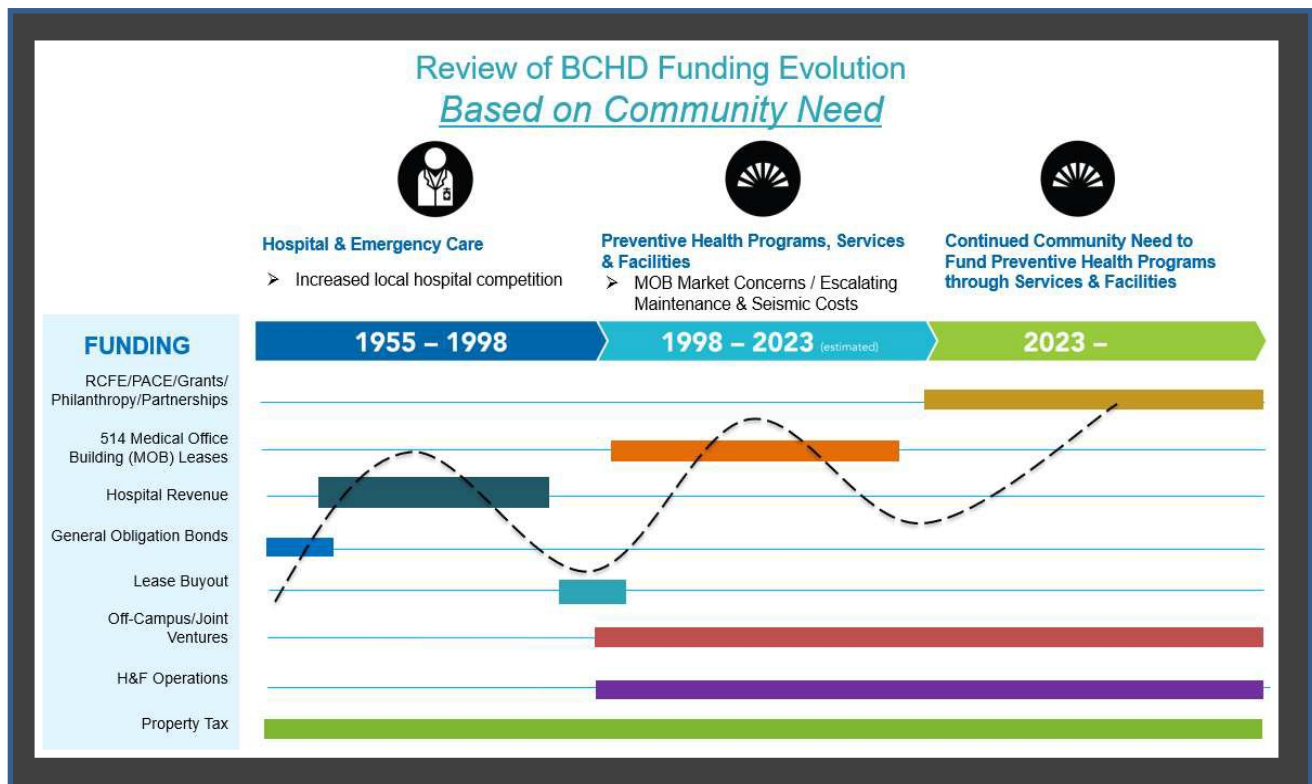 Review of BCHD Funding Evolution
Based on Community Need
Hospital & Emergency Care
➢ Increased local hospital competition
Preventive Health Programs, Services
& Facilities
➢ MOB Market Concerns / Escalating
Maintenance & Seismic Costs
Continued Community Need to
Fund Preventive Health Programs
through Services & Facilities
FUNDING
1955 – 1998
1998 – 2023 (estimated)
2023 –
RCFE/PACE/Grants/
Philanthropy/Partnerships
514 Medical Office
Building (MOB) Leases
Hospital Revenue
General Obligation Bonds
Lease Buyout
Off-Campus/Joint
Ventures
H&F Operations
Property Tax